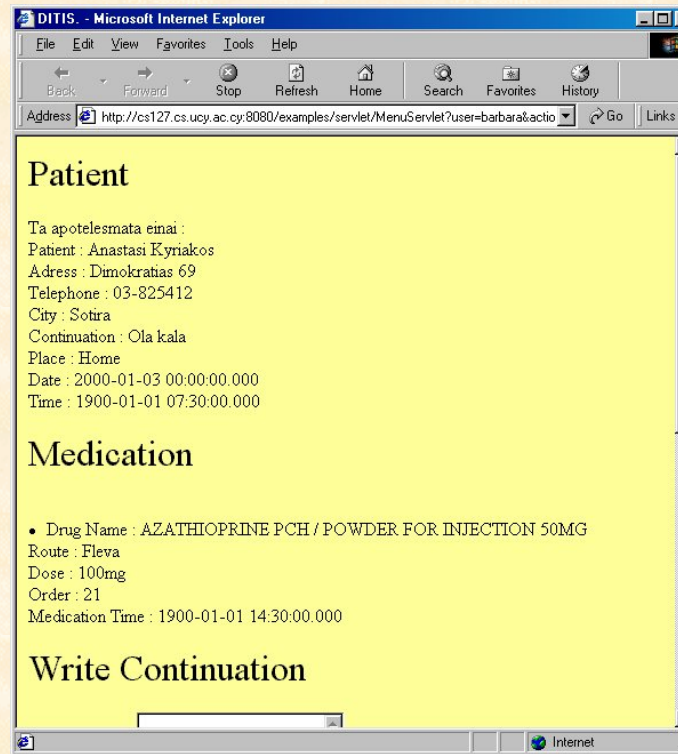 DITIS. - Microsoft Internet Explorer
File Edit View Favorites Tools Help
Back Forward Stop Refresh Home Search Favorites History
Address http://cs127.cs.ucy.ac.cy:8080/examples/servlet/MenuServlet?user=barbara&actio Go Links
Patient
Ta apotelesmata einai :
Patient : Anastasi Kyriakos
Adress : Dimokratias 69
Telephone : 03-825412
City : Sotira
Continuation : Ola kala
Place : Home
Date : 2000-01-03 00:00:00.000
Time : 1900-01-01 07:30:00.000
Medication
• Drug Name : AZATHIOPRINE PCH / POWDER FOR INJECTION 50MG
Route : Fleva
Dose : 100mg
Order : 21
Medication Time : 1900-01-01 14:30:00.000
Write Continuation
Internet